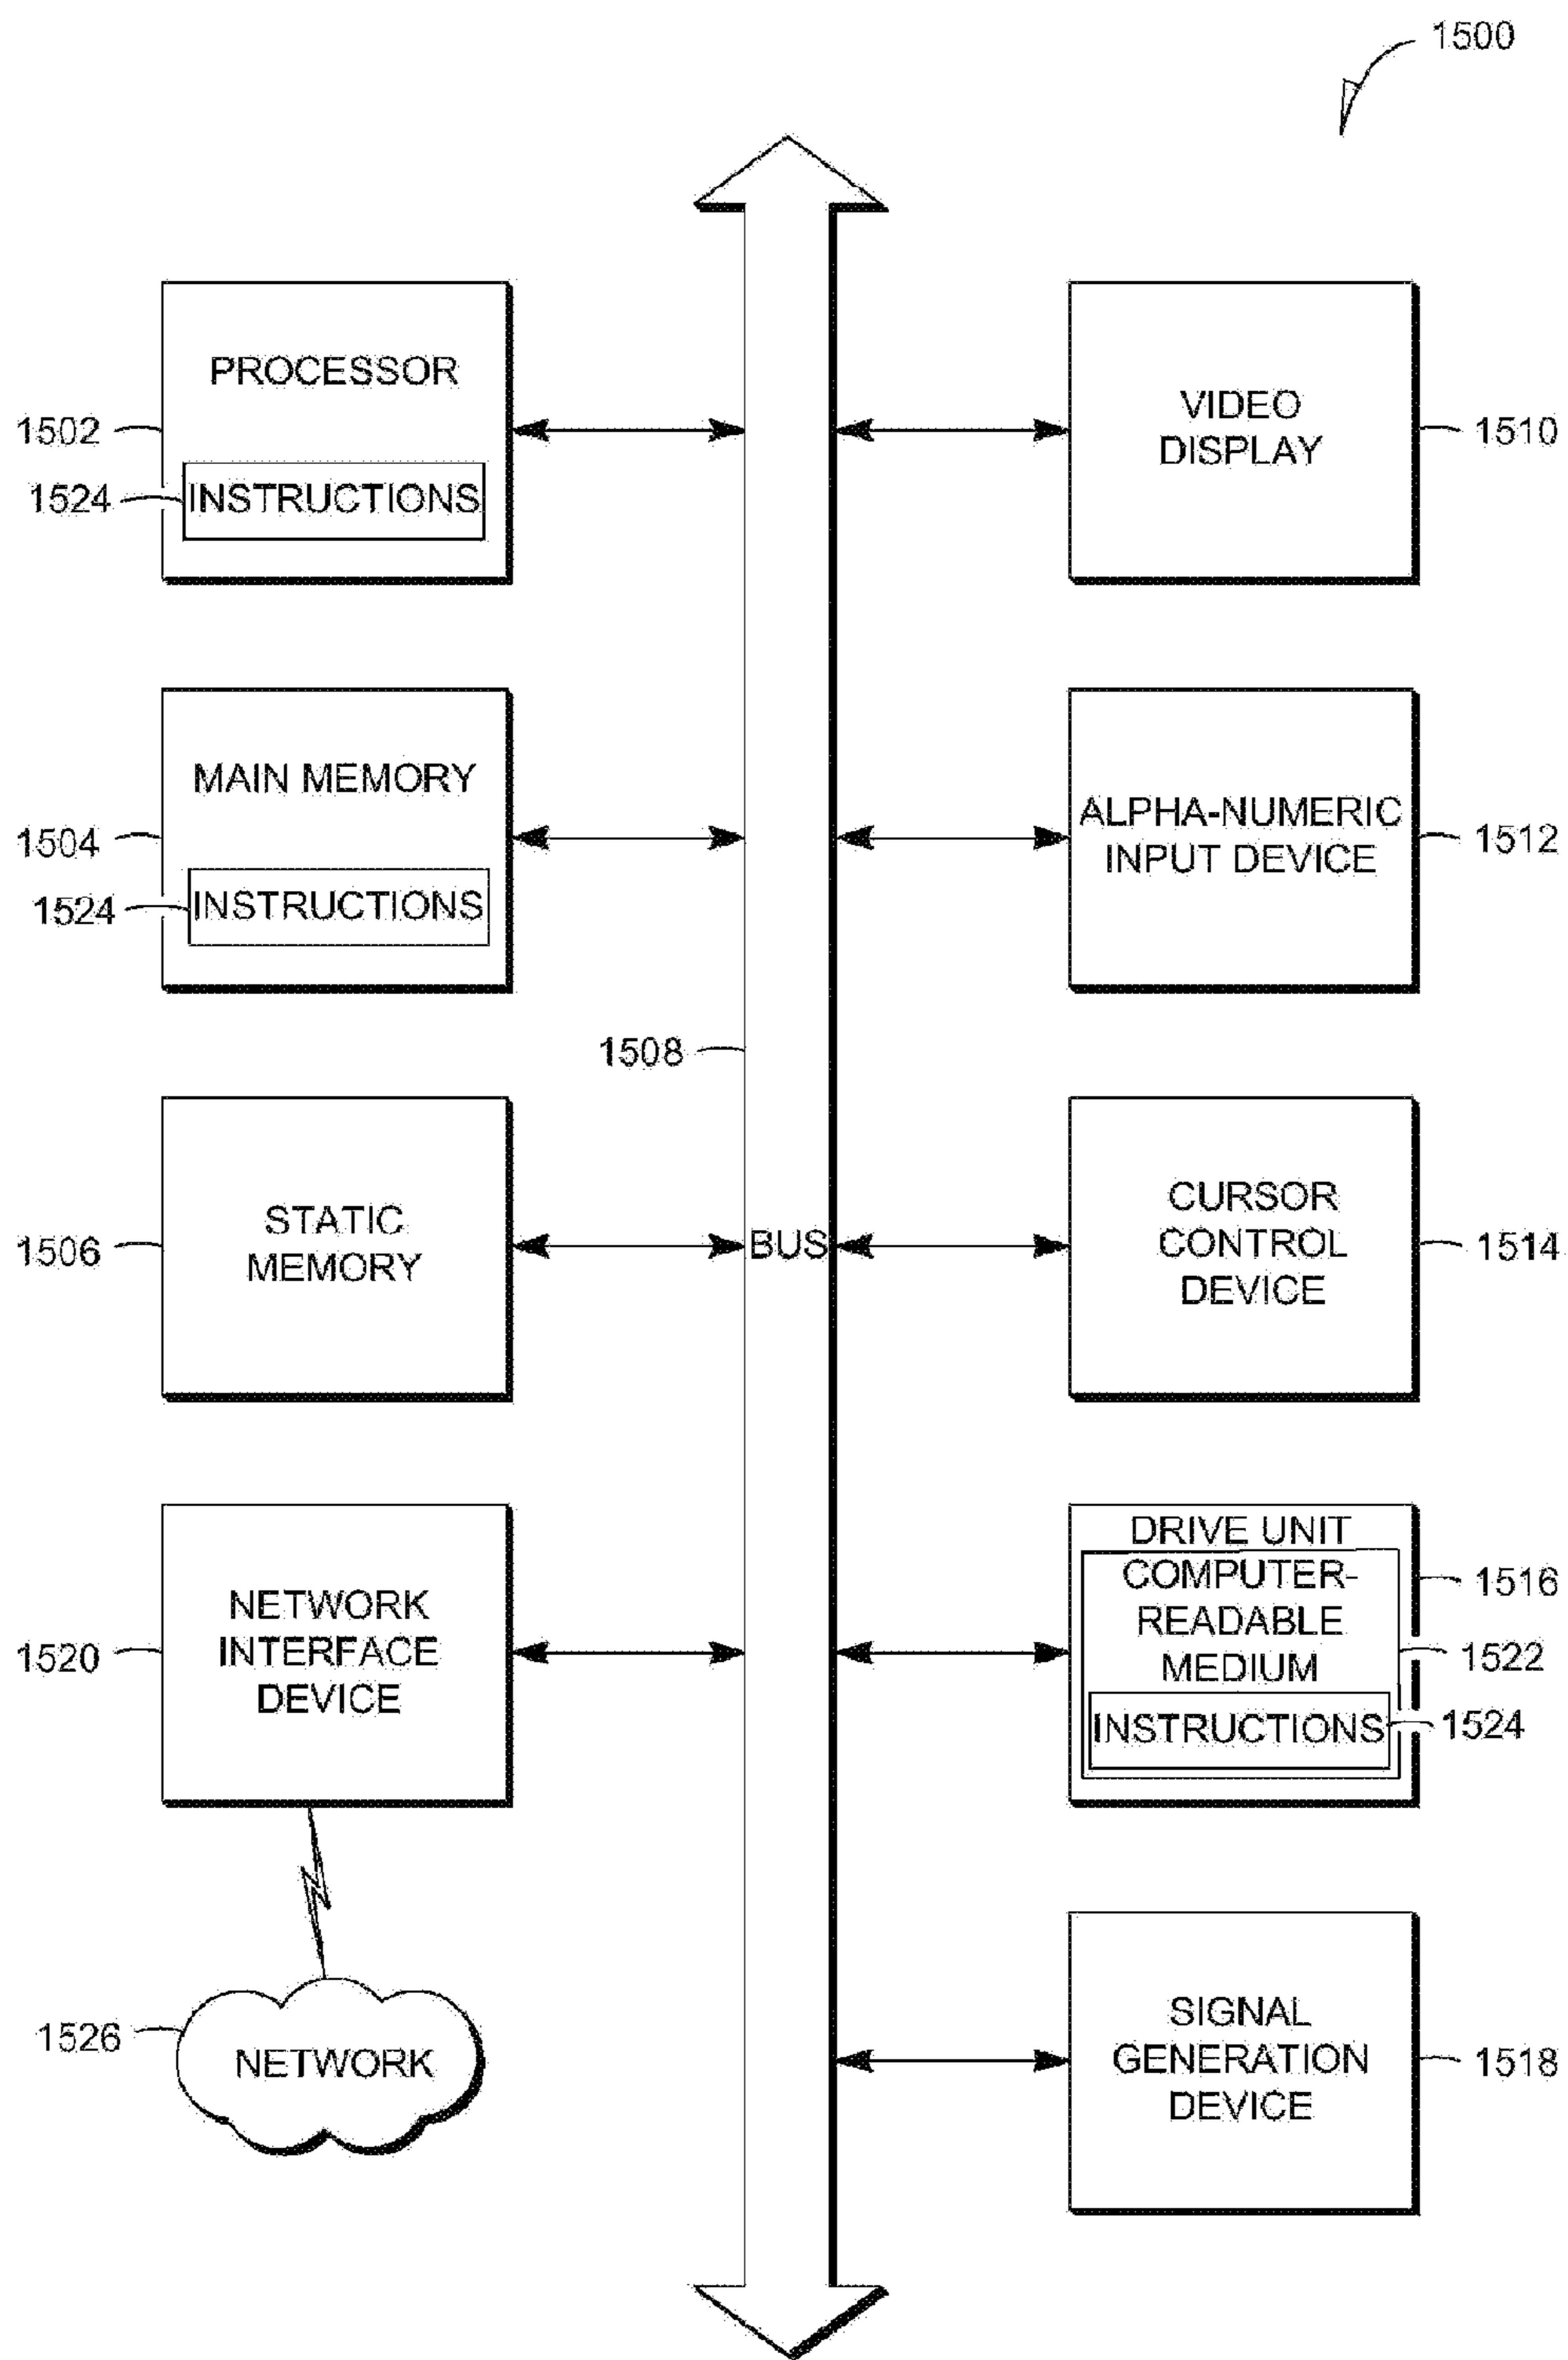 1500
PROCESSOR
1502
1524
INSTRUCTIONS
VIDEO
DISPLAY
1510
MAIN MEMORY
1504
1524
INSTRUCTIONS
ALPHA-NUMERIC
INPUT DEVICE
1512
1508
STATIC
MEMORY
1506
BUS
CURSOR
CONTROL
DEVICE
1514
NETWORK
INTERFACE
DEVICE
1520
DRIVE UNIT
COMPUTER-
READABLE
MEDIUM
INSTRUCTIONS
1516
1522
1524
1526
NETWORK
SIGNAL
GENERATION
DEVICE
1518